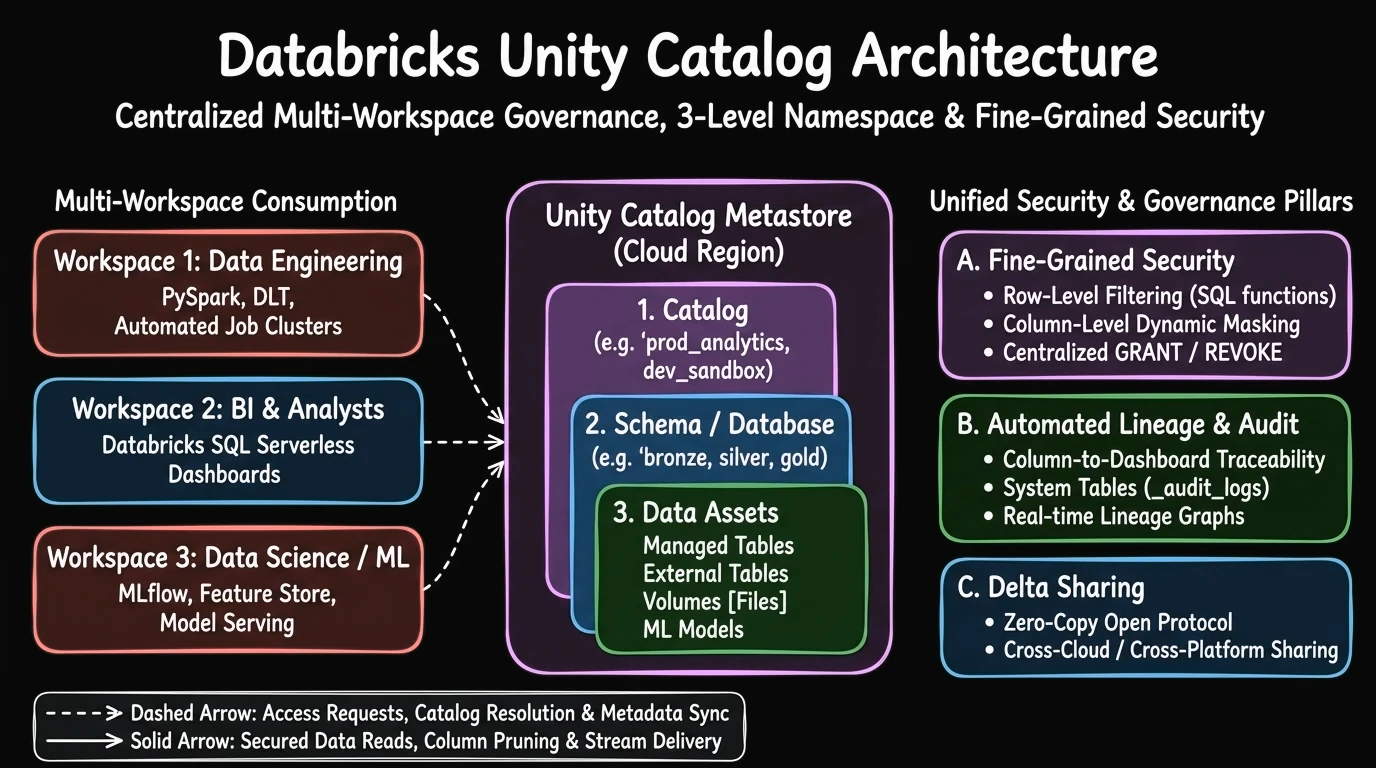 Databricks Unity Catalog Architecture
Centralized Multi-Workspace Governance, 3-Level Namespace & Fine-Grained Security
Multi-Workspace Consumption
Workspace 1: Data Engineering
PySpark, DLT,
Automated Job Clusters
Workspace 2: BI & Analysts
Databricks SQL Serverless
Dashboards
Workspace 3: Data Science / ML
MLflow, Feature Store,
Model Serving
Unity Catalog Metastore
(Cloud Region)
1. Catalog
(e.g. ‘prod_analytics,
dev_sandbox)
2. Schema / Database
(e.g. ‘bronze, silver, gold)
3. Data Assets
Managed Tables
External Tables
Volumes [Files]
ML Models
Unified Security & Governance Pillars
A. Fine-Grained Security
• Row-Level Filtering (SQL functions)
• Column-Level Dynamic Masking
• Centralized GRANT / REVOKE
B. Automated Lineage & Audit
• Column-to-Dashboard Traceability
• System Tables (_audit_logs)
• Real-time Lineage Graphs
C. Delta Sharing
• Zero-Copy Open Protocol
• Cross-Cloud / Cross-Platform Sharing
Dashed Arrow: Access Requests, Catalog Resolution & Metadata Sync
Solid Arrow: Secured Data Reads, Column Pruning & Stream Delivery